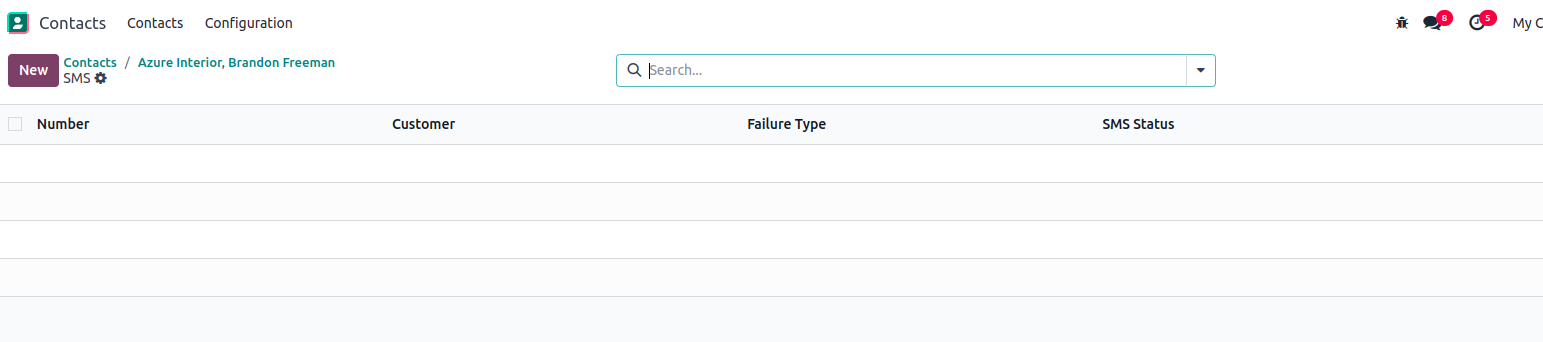 Contacts Contacts Configuration 8 5 My C
New Contacts / Azure Interior, Brandon Freeman
SMS
Search...
Number Customer Failure Type SMS Status